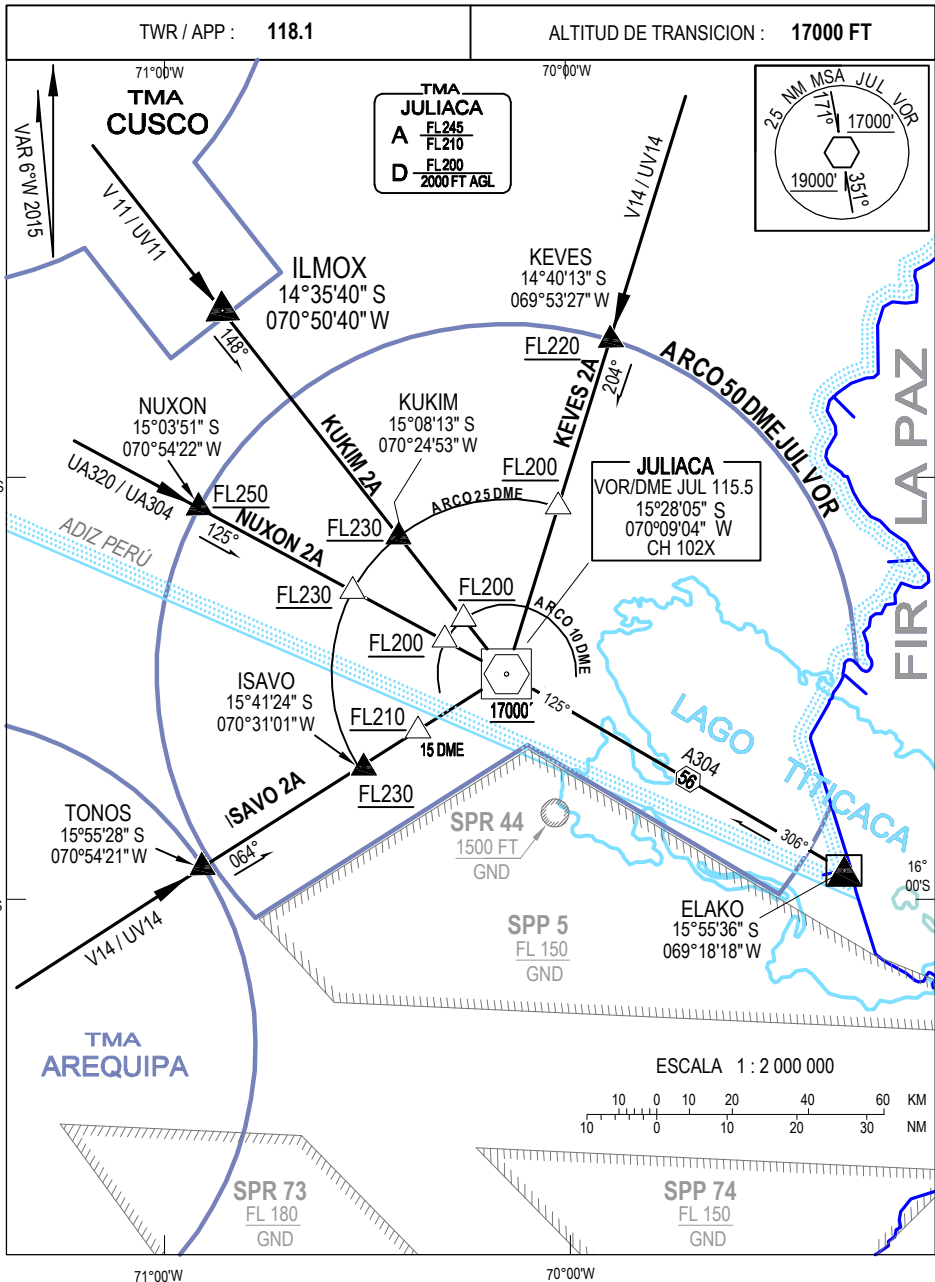 TWR / APP : 118.1
ALTITUD DE TRANSICION : 17000 FT
71°00'W
70°00'W
VAR 6°W 2015
TMA
CUSCO
TMA
JULIACA
A FL245
FL210
D FL200
2000 FT AGL
25 NM MSA JUL VOR
171°
17000'
19000'
351°
V 11 / UV11
V14 / UV14
ILMOX
14°35'40" S
070°50'40" W
148°
KEVES
14°40'13" S
069°53'27" W
FL220
204°
KEVES 2A
ARCO 50 DME JUL VOR
FIR LA PAZ
NUXON
15°03'51" S
070°54'22" W
KUKIM 2A
KUKIM
15°08'13" S
070°24'53" W
FL200
UA320 / UA304
FL250
125°
NUXON 2A
FL230
ARCO 25 DME
JULIACA
VOR/DME JUL 115.5
15°28'05" S
070°09'04" W
CH 102X
ADIZ PERÚ
FL230
FL200
FL200
ARCO 10 DME
ISAVO
15°41'24" S
070°31'01" W
FL210
15 DME
17000'
125°
LAGO TITICACA
A304
56
FL230
ISAVO 2A
TONOS
15°55'28" S
070°54'21" W
064°
V14 / UV14
SPR 44
1500 FT
GND
306°
16°
00'S
SPP 5
FL 150
GND
ELAKO
15°55'36" S
069°18'18" W
TMA
AREQUIPA
ESCALA 1 : 2 000 000
10 0 10 20 40 60 KM
10 0 10 20 30 NM
SPR 73
FL 180
GND
SPP 74
FL 150
GND
71°00'W
70°00'W